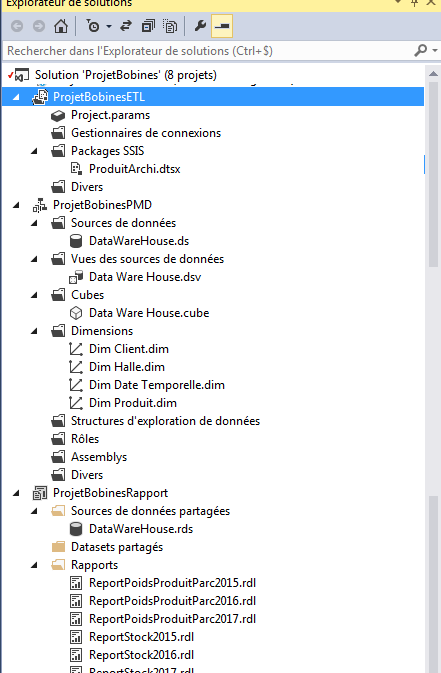 Explorateur de solutions
Rechercher dans l'Explorateur de solutions (Ctrl+$)
Solution 'ProjetBobines' (8 projets)
ProjetBobinesETL
Project.params
Gestionnaires de connexions
Packages SSIS
ProduitArchi.dtsx
Divers
ProjetBobinesPMD
Sources de données
DataWareHouse.ds
Vues des sources de données
Data Ware House.dsv
Cubes
Data Ware House.cube
Dimensions
Dim Client.dim
Dim Halle.dim
Dim Date Temporelle.dim
Dim Produit.dim
Structures d'exploration de données
Rôles
Assemblys
Divers
ProjetBobinesRapport
Sources de données partagées
DataWareHouse.rds
Datasets partagés
Rapports
ReportPoidsProduitParc2015.rdl
ReportPoidsProduitParc2016.rdl
ReportPoidsProduitParc2017.rdl
ReportStock2015.rdl
ReportStock2016.rdl
ReportStock2017.rdl